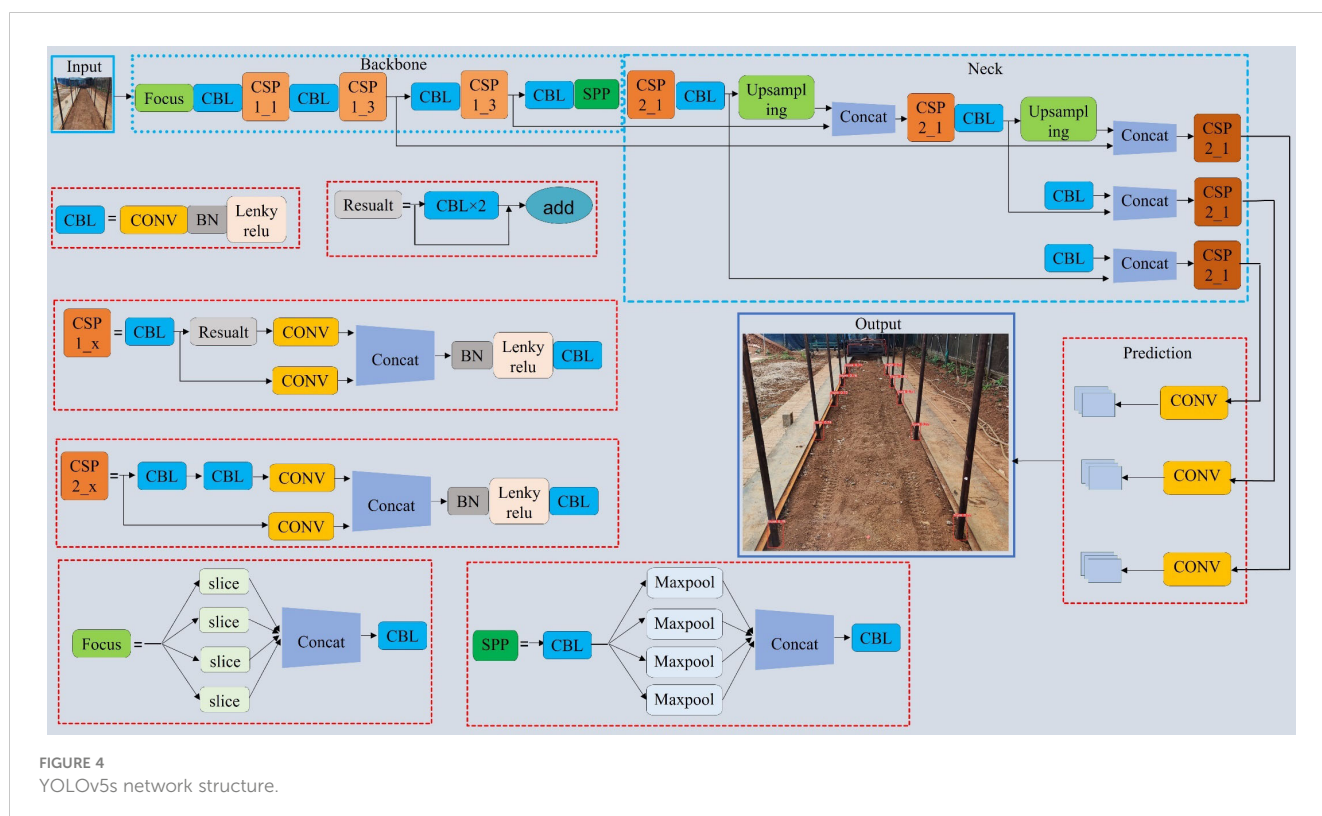 Input
Backbone
Neck
Focus
CBL
CSP
1_1
CBL
CSP
1_3
CBL
CSP
1_3
CBL
SPP
CSP
2_1
CBL
Upsampl
ing
Concat
CSP
2_1
CBL
Upsampl
ing
Concat
CSP
2_1
CBL
Concat
CSP
2_1
CBL
Concat
CSP
2_1
CBL
=
CONV
BN
Lenky
relu
Resualt
=
CBL×2
add
CSP
1_x
=
CBL
Resualt
CONV
CONV
Concat
BN
Lenky
relu
CBL
CSP
2_x
=
CBL
CBL
CONV
CONV
Concat
BN
Lenky
relu
CBL
Output
Prediction
CONV
CONV
CONV
Focus
=
slice
slice
slice
slice
Concat
CBL
SPP
=
CBL
Maxpool
Maxpool
Maxpool
Maxpool
Concat
CBL
FIGURE 4
YOLOv5s network structure.